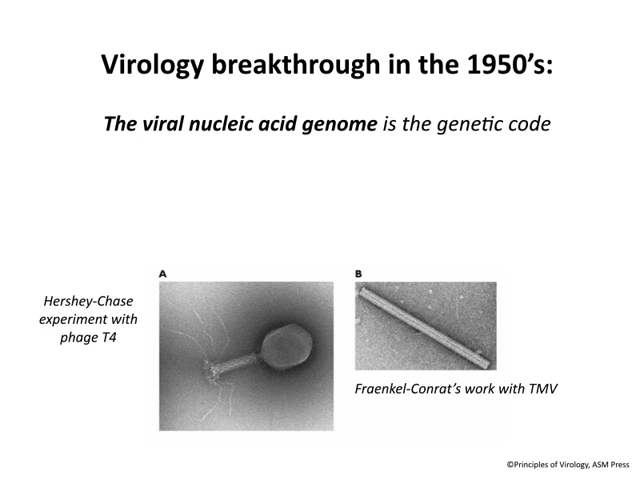 Virology breakthrough in the 1950’s:
The viral nucleic acid genome is the genetic code
A
B
Hershey-Chase
experiment with
phage T4
Fraenkel-Conrat’s work with TMV
©Principles of Virology, ASM Press